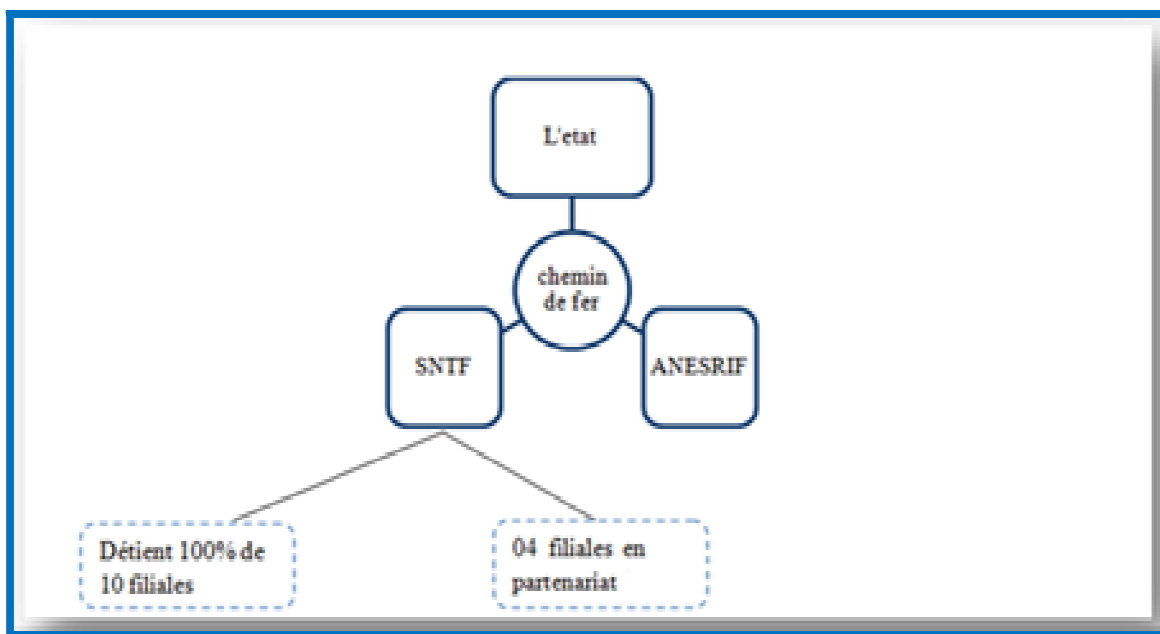 L'etat
chemin
de fer
SNTF
ANESRIF
Détient 100% de
10 filiales
04 filiales en
partenariat